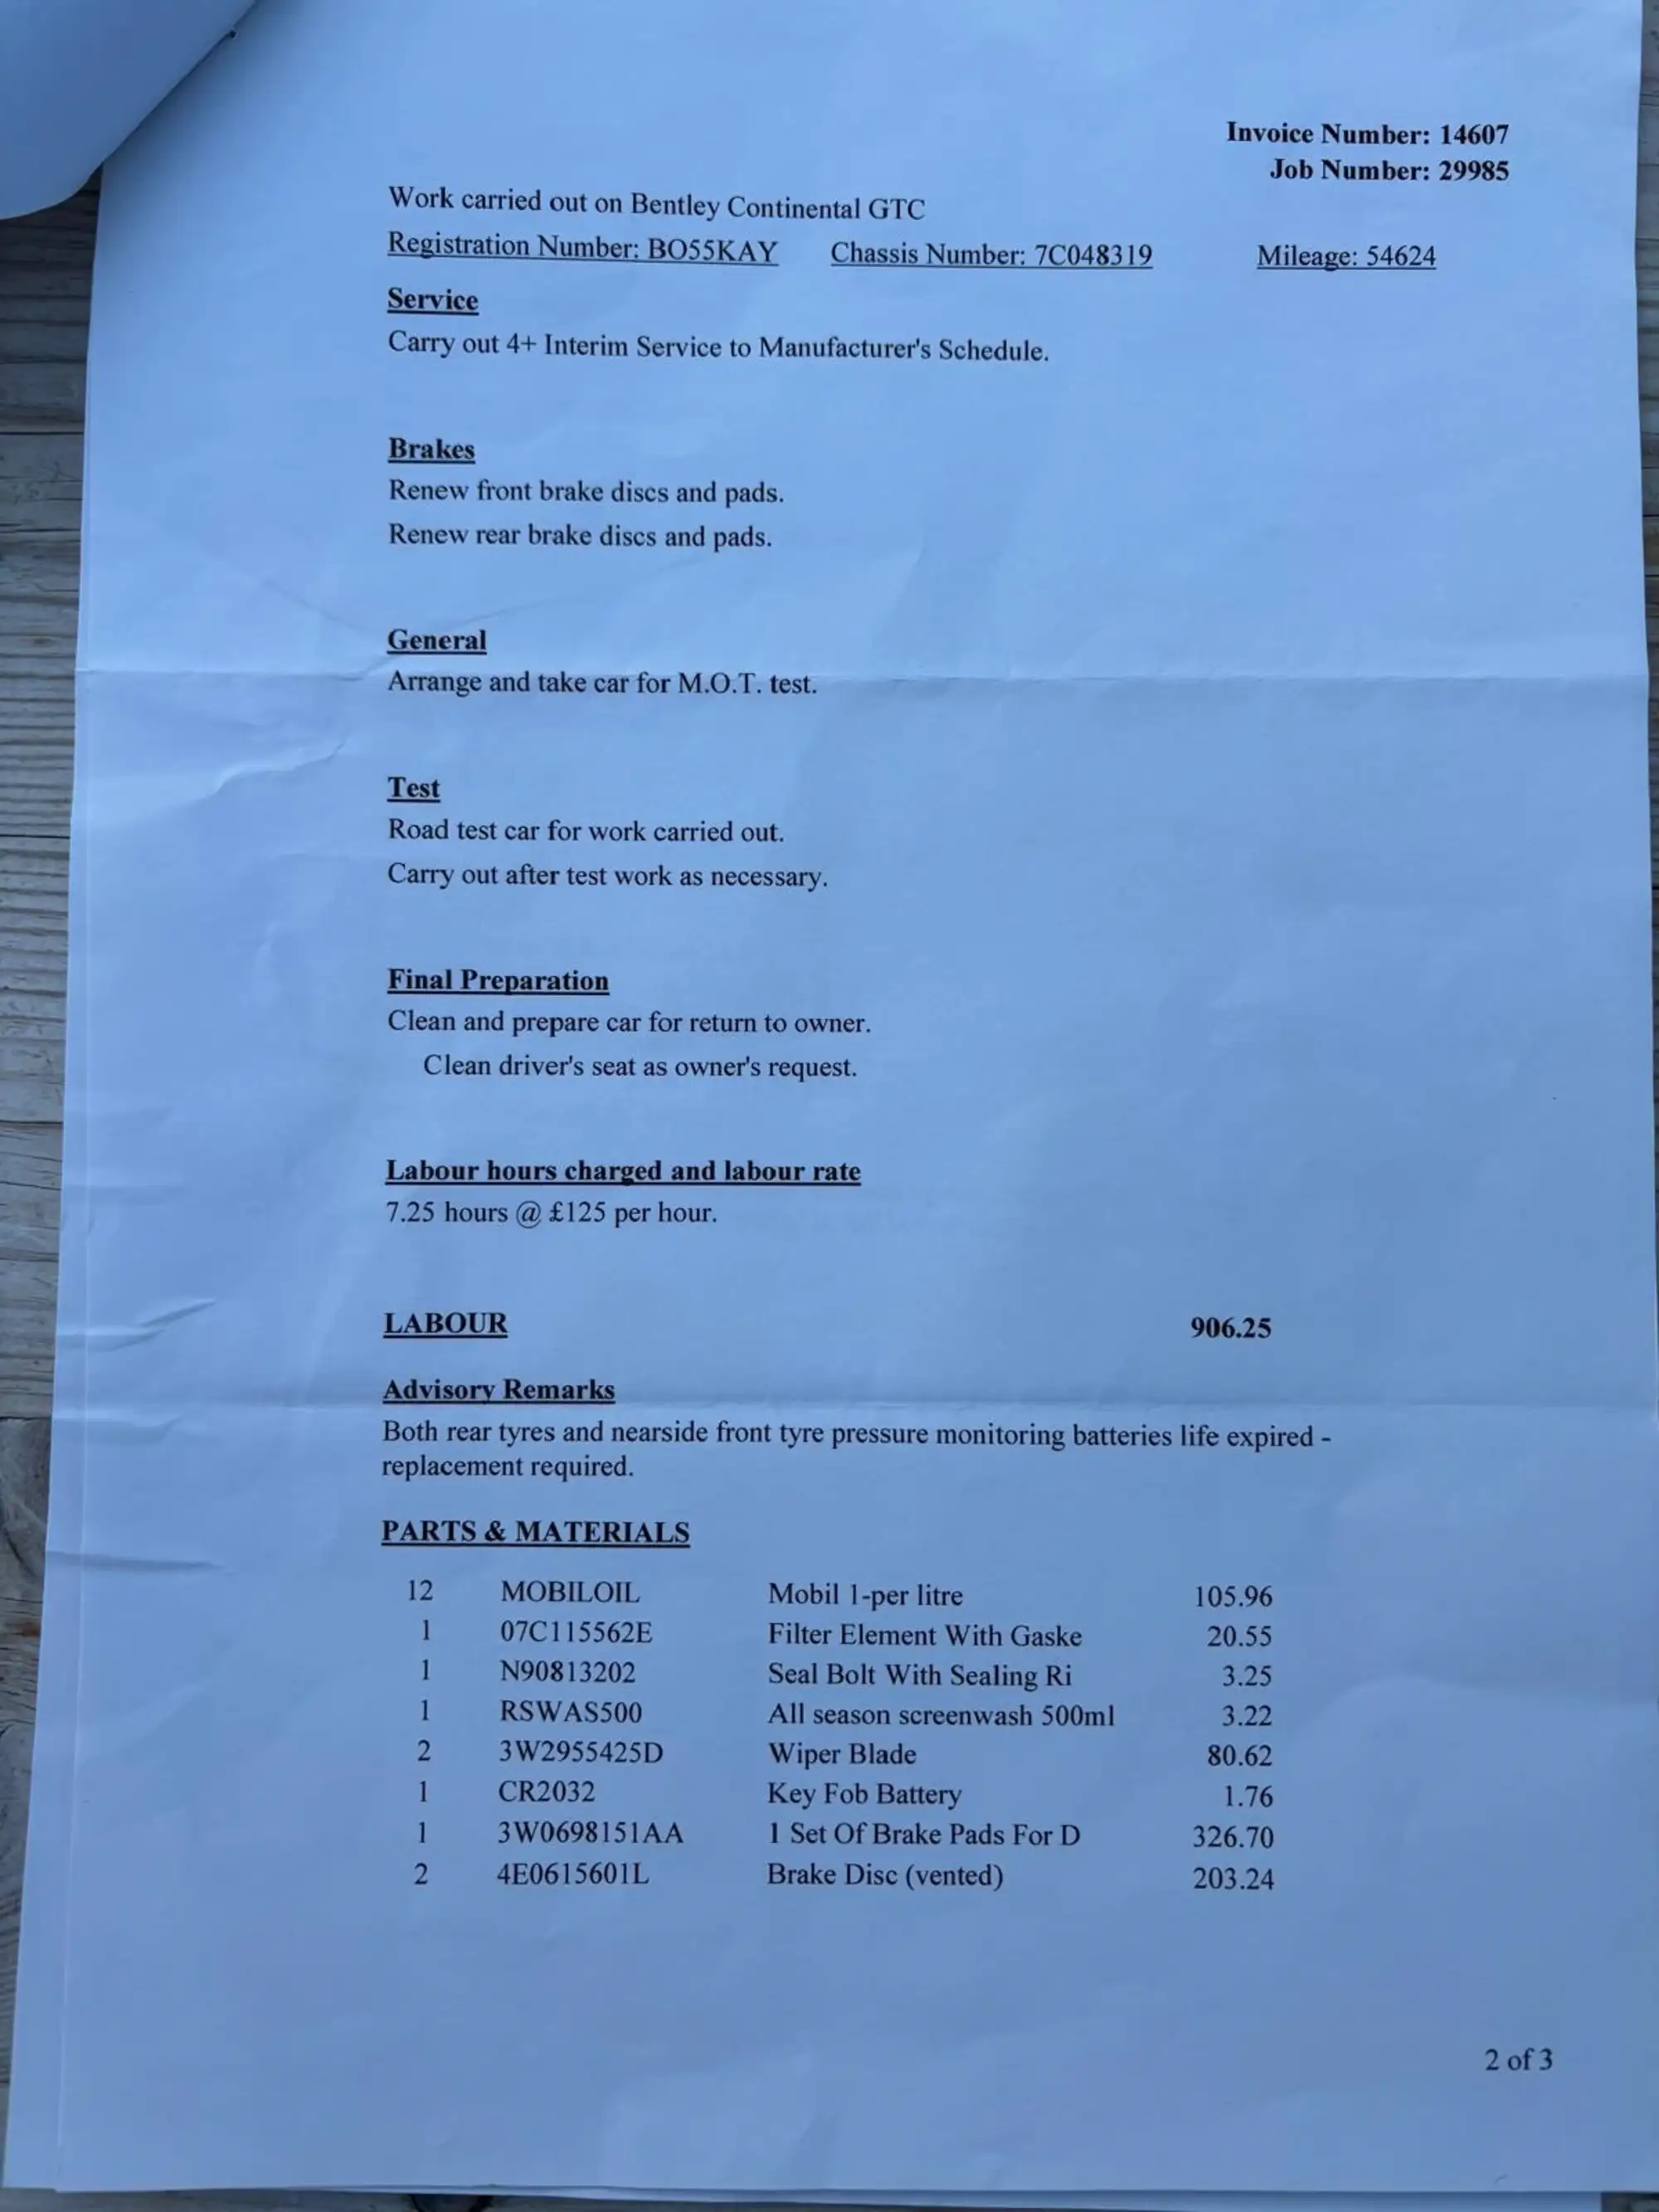 Invoice Number: 14607
Job Number: 29985
Work carried out on Bentley Continental GTC
Registration Number: BO55KAY Chassis Number: 7C048319 Mileage: 54624
Service
Carry out 4+ Interim Service to Manufacturer's Schedule.
Brakes
Renew front brake discs and pads.
Renew rear brake discs and pads.
General
Arrange and take car for M.O.T. test.
Test
Road test car for work carried out.
Carry out after test work as necessary.
Final Preparation
Clean and prepare car for return to owner.
Clean driver's seat as owner's request.
Labour hours charged and labour rate
7.25 hours @ £125 per hour.
LABOUR 906.25
Advisory Remarks
Both rear tyres and nearside front tyre pressure monitoring batteries life expired -
replacement required.
PARTS & MATERIALS
12 MOBILOIL Mobil 1-per litre 105.96
1 07C115562E Filter Element With Gaske 20.55
1 N90813202 Seal Bolt With Sealing Ri 3.25
1 RSWAS500 All season screenwash 500ml 3.22
2 3W2955425D Wiper Blade 80.62
1 CR2032 Key Fob Battery 1.76
1 3W0698151AA 1 Set Of Brake Pads For D 326.70
2 4E0615601L Brake Disc (vented) 203.24
2 of 3